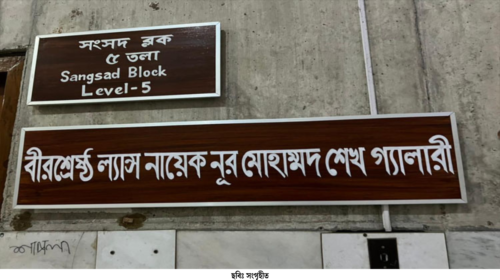 সংসদ ব্লক
৫ তলা
Sangsad Block
Level-5
বীরশ্রেষ্ঠ ল্যান্স নায়েক নূর মোহাম্মদ শেখ গ্যালারী
ছবিঃ সংগৃহীত